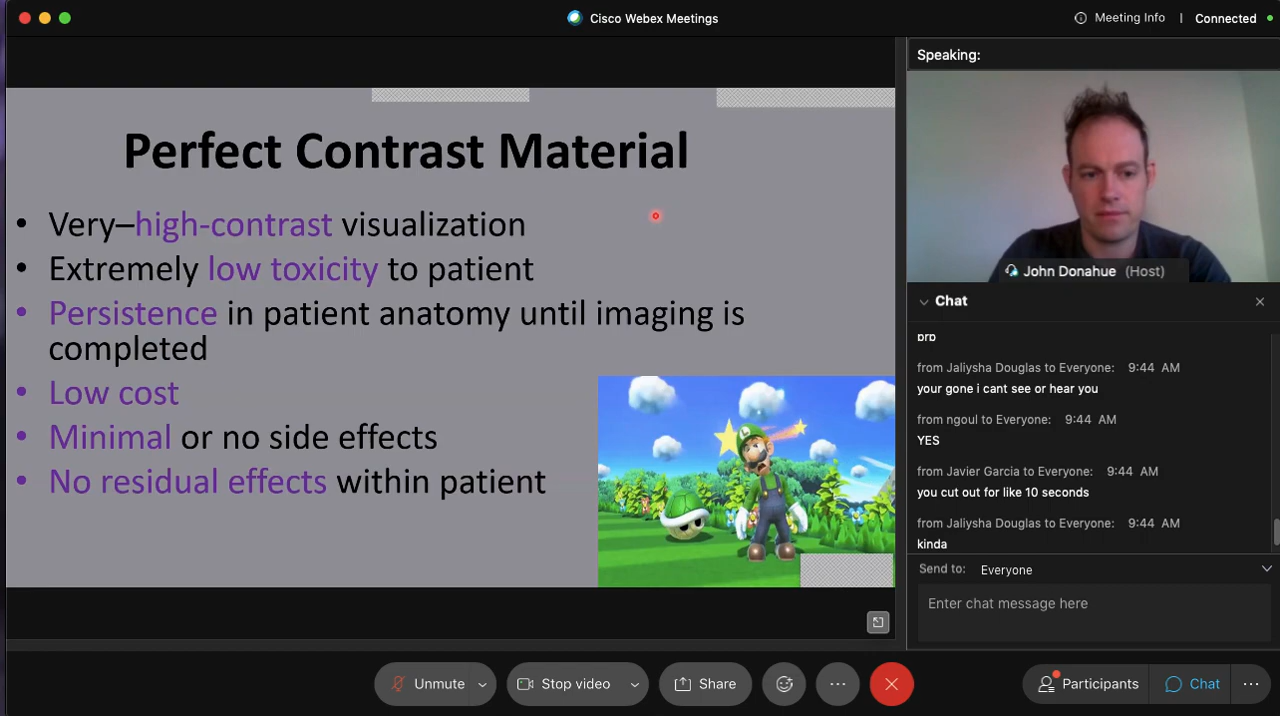 Cisco Webex Meetings
Meeting Info
Connected
Speaking:
Perfect Contrast Material
• Very–high-contrast visualization
• Extremely low toxicity to patient
• Persistence in patient anatomy until imaging is
completed
• Low cost
• Minimal or no side effects
• No residual effects within patient
L
John Donahue (Host)
Chat
brb
from Jaliysha Douglas to Everyone: 9:44 AM
your gone i cant see or hear you
from ngoul to Everyone: 9:44 AM
YES
from Javier Garcia to Everyone: 9:44 AM
you cut out for like 10 seconds
from Jaliysha Douglas to Everyone: 9:44 AM
kinda
Send to: Everyone
Enter chat message here
Unmute
Stop video
Share
Participants
Chat